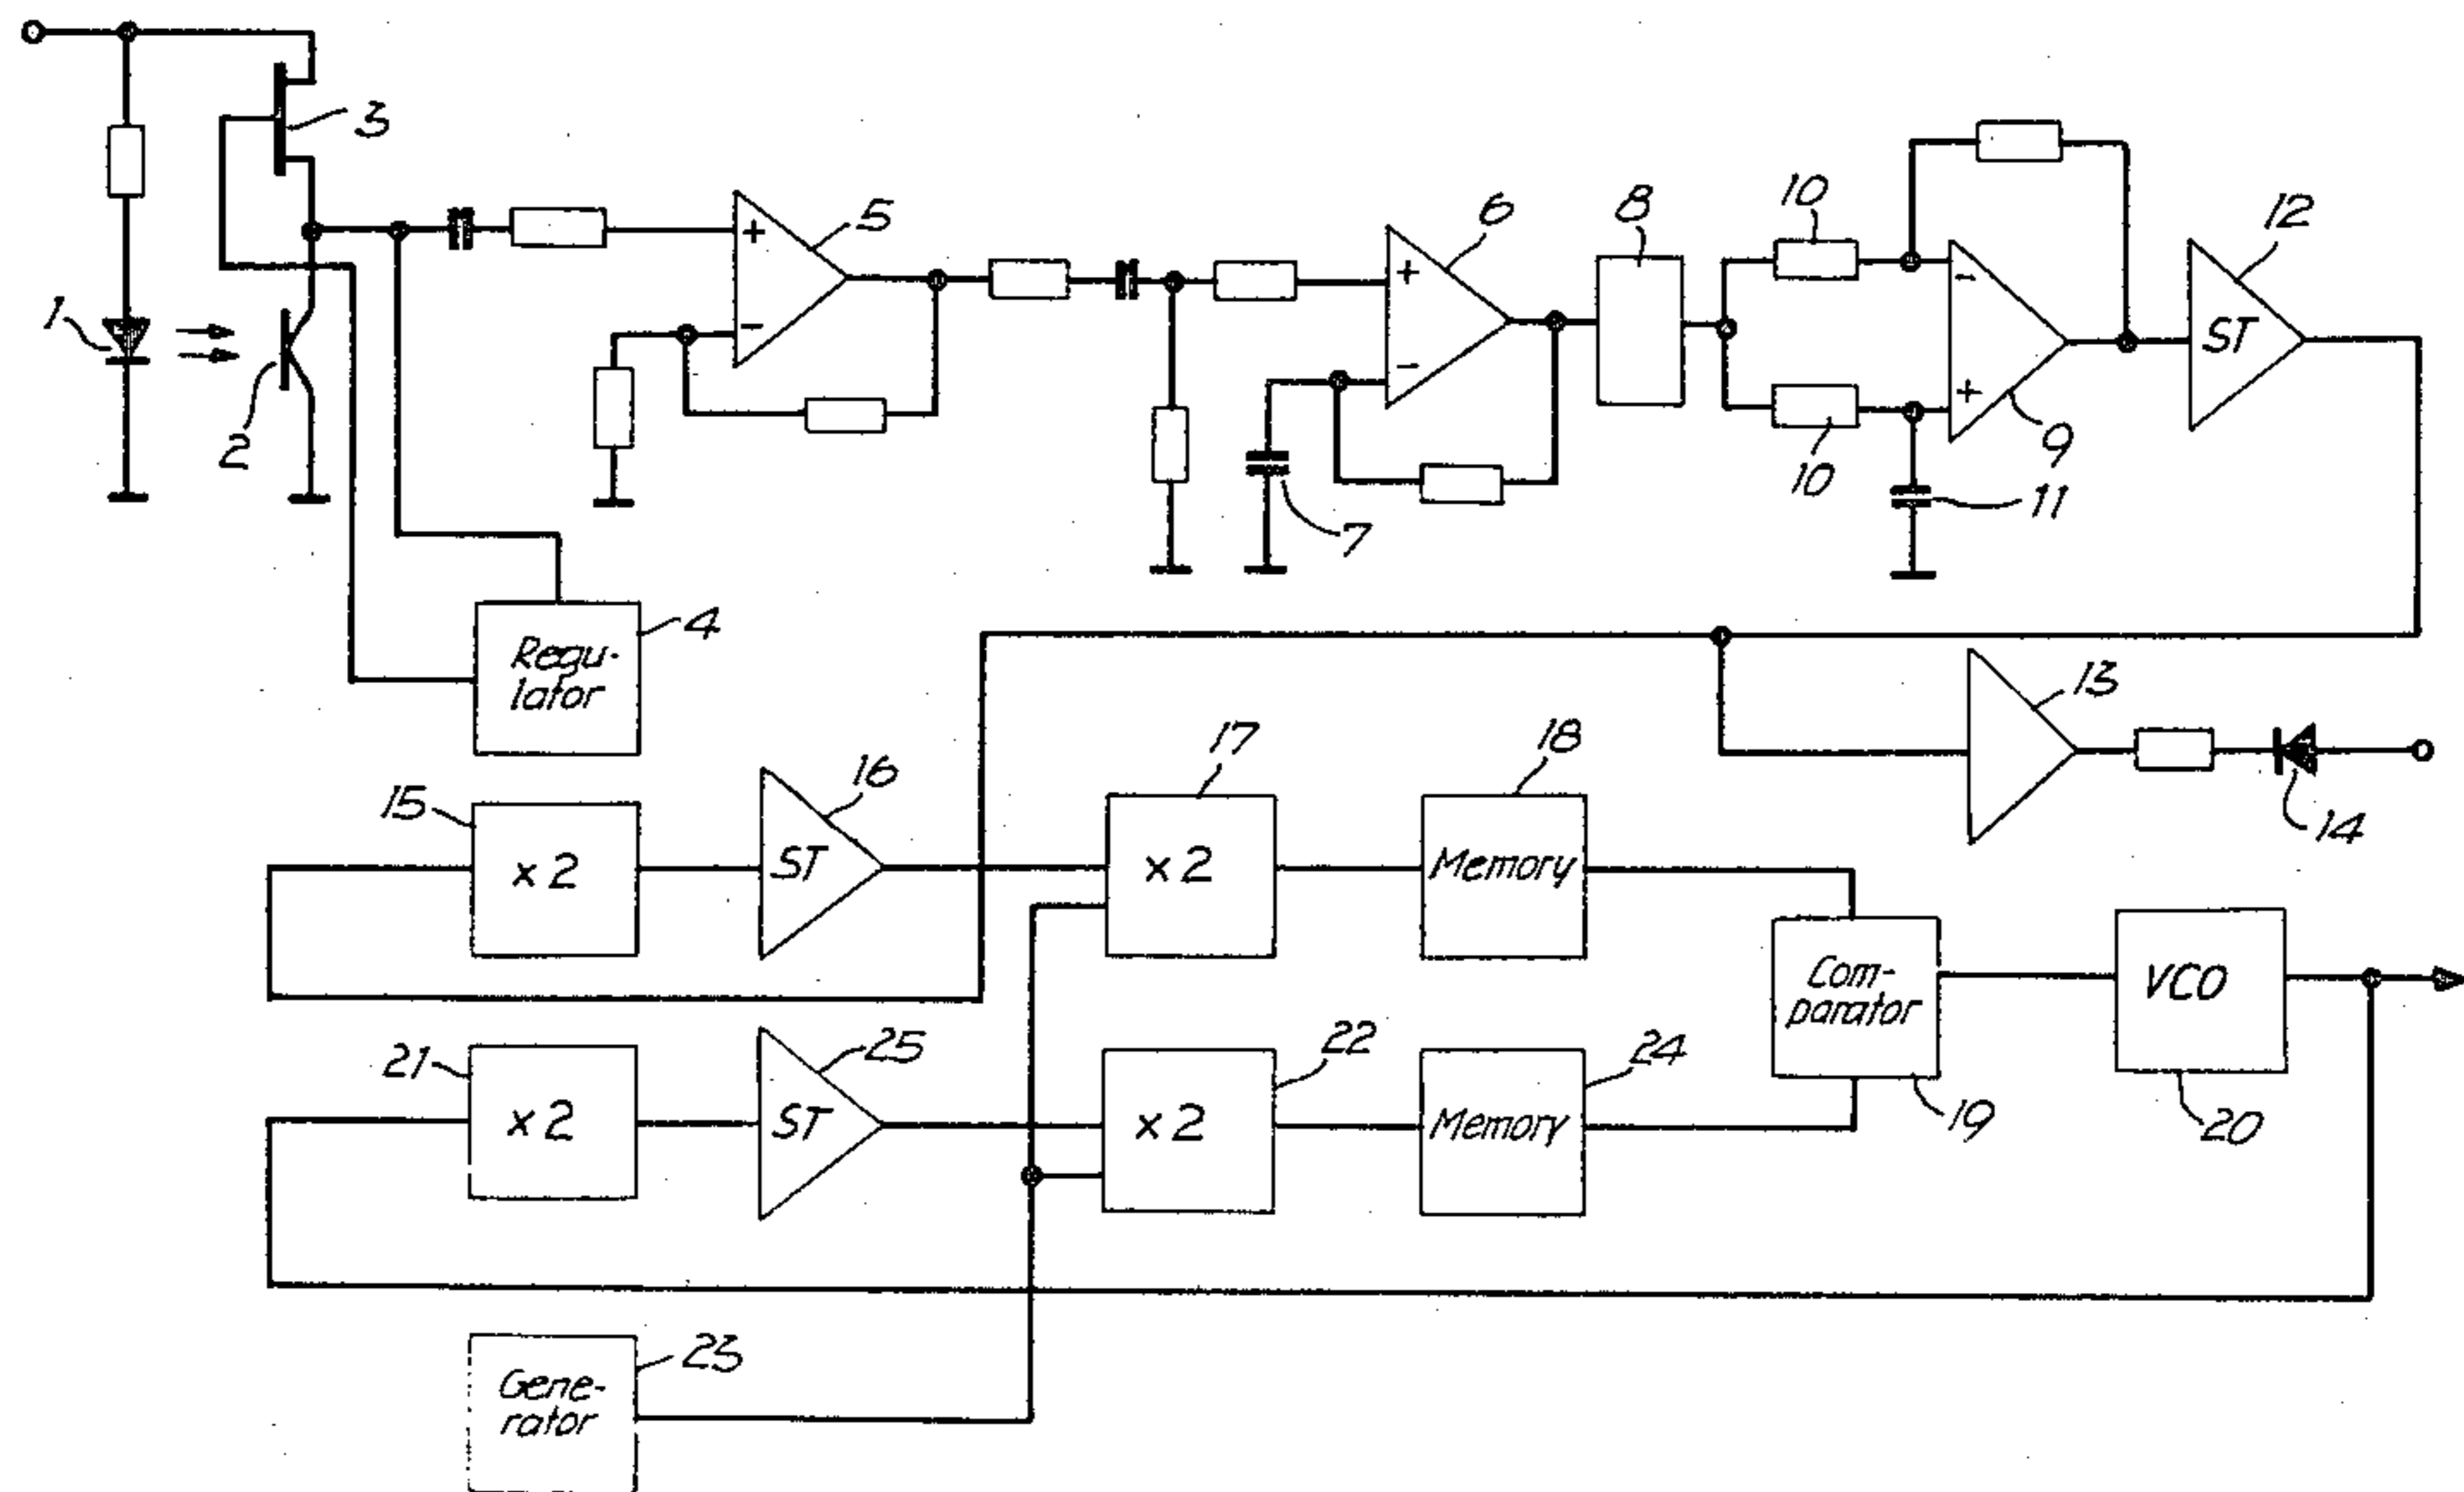 3
5
6
8
10
12
+
-
+
-
-
+
ST
1
2
10
9
7
11
4
Regu-
lator
13
14
15
16
17
18
x 2
ST
x 2
Memory
Com-
parator
VCO
21
25
22
24
19
20
x 2
ST
x 2
Memory
23
Gene-
rator